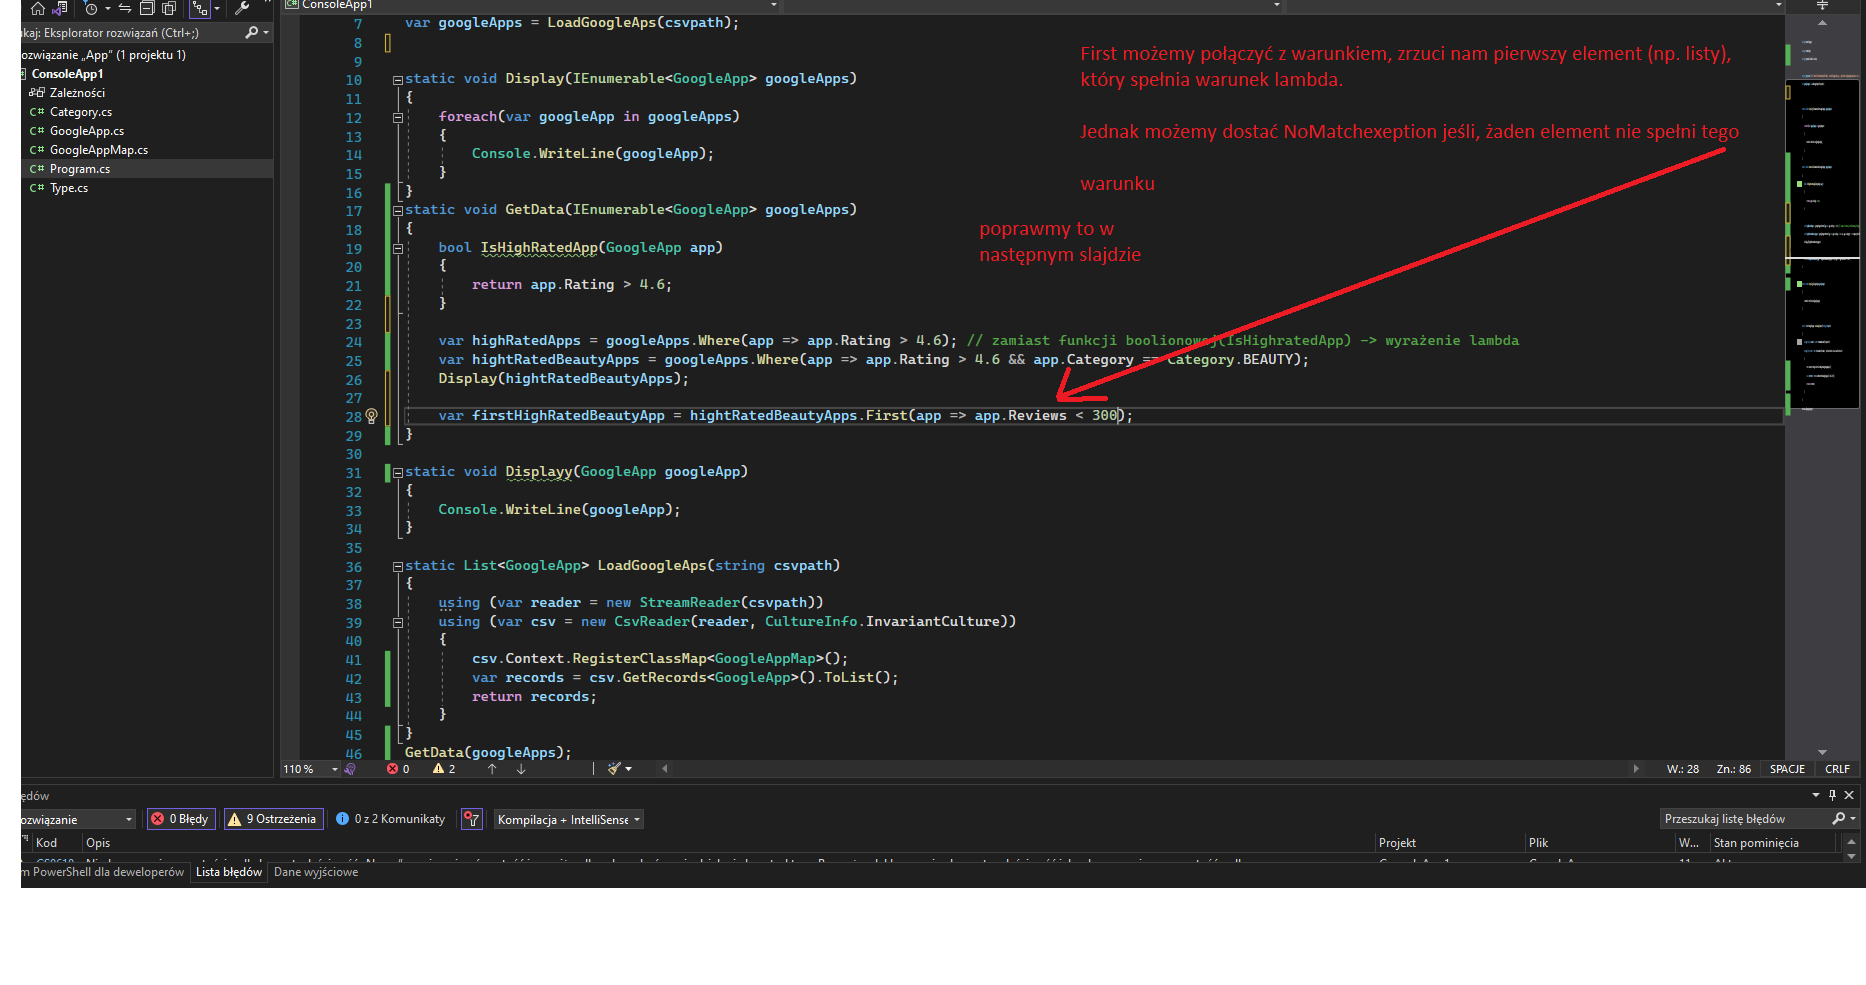 ConsoleApp1
ukaj: Eksplorator rozwiązań (Ctrl+;)
ozwiązanie „App” (1 projektu 1)
ConsoleApp1
Zależności
C# Category.cs
C# GoogleApp.cs
C# GoogleAppMap.cs
C# Program.cs
C# Type.cs
First możemy połączyć z warunkiem, zrzuci nam pierwszy element (np. listy),
który spełnia warunek lambda.
Jednak możemy dostać NoMatchexeption jeśli, żaden element nie spełni tego
warunku
poprawmy to w
następnym slajdzie
7 var googleApps = LoadGoogleAps(csvpath);
8
9
10 static void Display(IEnumerable<GoogleApp> googleApps)
11 {
12 foreach(var googleApp in googleApps)
13 {
14 Console.WriteLine(googleApp);
15 }
16 }
17 static void GetData(IEnumerable<GoogleApp> googleApps)
18 {
19 bool IsHighRatedApp(GoogleApp app)
20 {
21 return app.Rating > 4.6;
22 }
23
24 var highRatedApps = googleApps.Where(app => app.Rating > 4.6); // zamiast funkcji boolionowej(IsHighratedApp) -> wyrażenie lambda
25 var hightRatedBeautyApps = googleApps.Where(app => app.Rating > 4.6 && app.Category == Category.BEAUTY);
26 Display(hightRatedBeautyApps);
27
28 var firstHighRatedBeautyApp = hightRatedBeautyApps.First(app => app.Reviews < 300);
29 }
30
31 static void Displayy(GoogleApp googleApp)
32 {
33 Console.WriteLine(googleApp);
34 }
35
36 static List<GoogleApp> LoadGoogleAps(string csvpath)
37 {
38 using (var reader = new StreamReader(csvpath))
39 using (var csv = new CsvReader(reader, CultureInfo.InvariantCulture))
40 {
41 csv.Context.RegisterClassMap<GoogleAppMap>();
42 var records = csv.GetRecords<GoogleApp>().ToList();
43 return records;
44 }
45 }
46 GetData(googleApps);
110 % 0 2 W.: 28 Zn.: 86 SPACJE CRLF
ędów
ozwiązanie 0 Błędy 9 Ostrzeżenia 0 z 2 Komunikaty Kompilacja + IntelliSense Przeszukaj listę błędów
Kod Opis Projekt Plik W... Stan pominięcia
m PowerShell dla deweloperów Lista błędów Dane wyjściowe